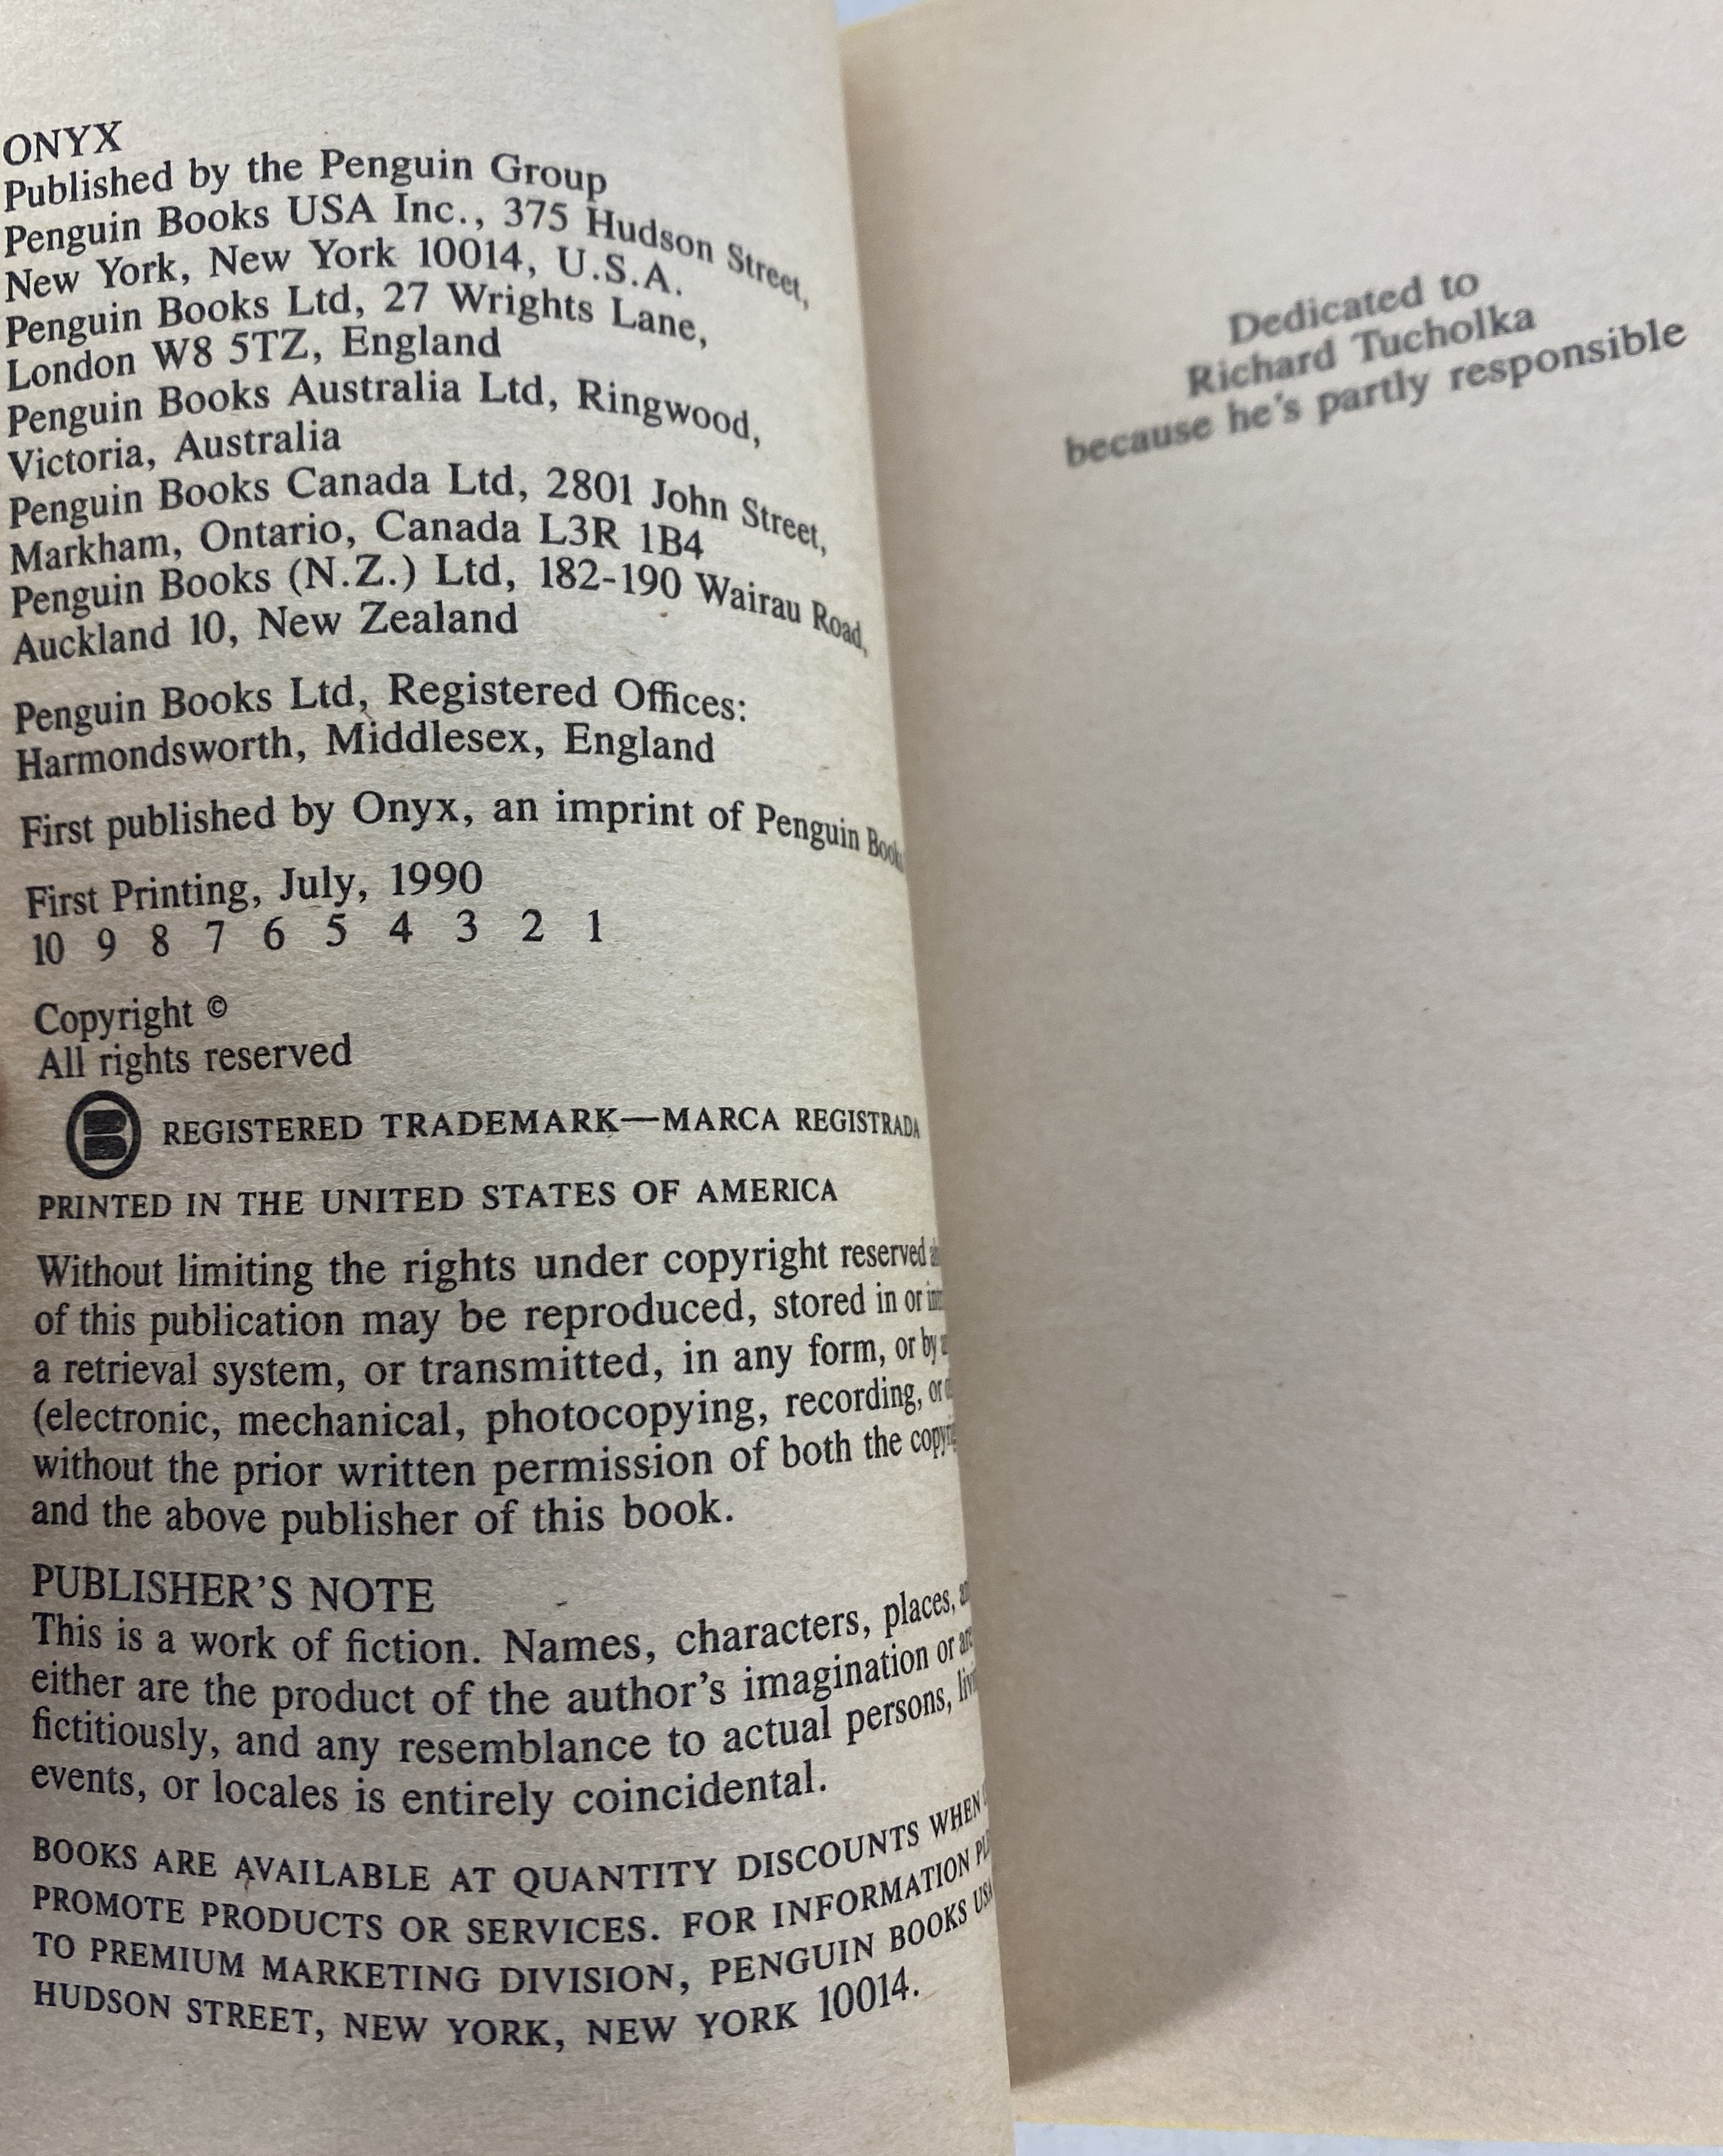 ONYX
Published by the Penguin Group
Penguin Books USA Inc., 375 Hudson Street,
New York, New York 10014, U.S.A.
Penguin Books Ltd, 27 Wrights Lane,
London W8 5TZ, England
Penguin Books Australia Ltd, Ringwood,
Victoria, Australia
Penguin Books Canada Ltd, 2801 John Street,
Markham, Ontario, Canada L3R 1B4
Penguin Books (N.Z.) Ltd, 182-190 Wairau Road,
Auckland 10, New Zealand
Penguin Books Ltd, Registered Offices:
Harmondsworth, Middlesex, England
First published by Onyx, an imprint of Penguin
First Printing, July, 1990
10 9 8 7 6 5 4 3 2 1
Copyright ©
All rights reserved
REGISTERED TRADEMARK—MARCA REGISTRADA
PRINTED IN THE UNITED STATES OF AMERICA
Without limiting the rights under copyright reserved
of this publication may be reproduced, stored in or
a retrieval system, or transmitted, in any form, or by
(electronic, mechanical, photocopying, recording, or
without the prior written permission of both the
and the above publisher of this book.
PUBLISHER'S NOTE
This is a work of fiction. Names, characters, places,
either are the product of the author's imagination or
fictitiously, and any resemblance to actual persons,
events, or locales is entirely coincidental.
BOOKS ARE AVAILABLE AT QUANTITY DISCOUNTS WHEN
PROMOTE PRODUCTS OR SERVICES. FOR INFORMATION
TO PREMIUM MARKETING DIVISION, PENGUIN BOOKS USA
HUDSON STREET, NEW YORK, NEW YORK 10014.
Dedicated to
Richard Tucholka
because he's partly responsible